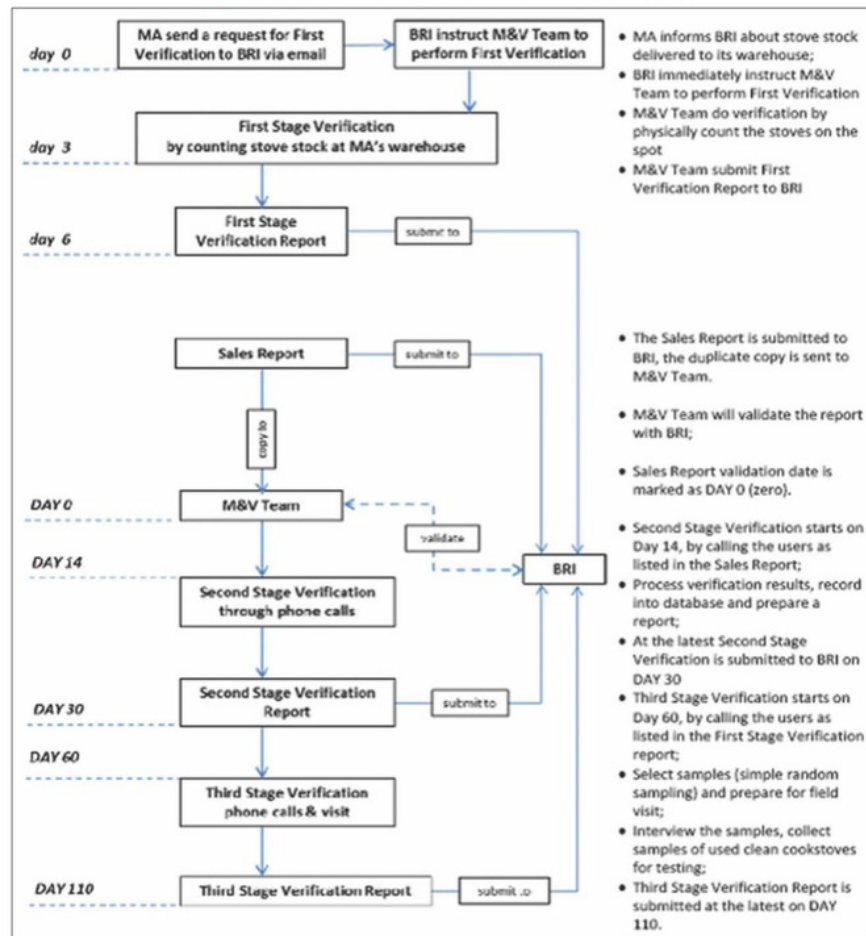 day 0
MA send a request for First
Verification to BRI via email
BRI instruct M&V Team to
perform First Verification
day 3
First Stage Verification
by counting stove stock at MA's warehouse
day 6
First Stage
Verification Report
submit to
Sales Report
submit to
copy to
DAY 0
M&V Team
validate
BRI
DAY 14
Second Stage Verification
through phone calls
DAY 30
Second Stage Verification
Report
submit to
DAY 60
Third Stage Verification
phone calls & visit
DAY 110
Third Stage Verification Report
submit to
• MA informs BRI about stove stock
delivered to its warehouse;
• BRI immediately instruct M&V
Team to perform First Verification
• M&V Team do verification by
physically count the stoves on the
spot
• M&V Team submit First
Verification Report to BRI
• The Sales Report is submitted to
BRI, the duplicate copy is sent to
M&V Team.
• M&V Team will validate the report
with BRI;
• Sales Report validation date is
marked as DAY 0 (zero).
• Second Stage Verification starts on
Day 14, by calling the users as
listed in the Sales Report;
• Process verification results, record
into database and prepare a
report;
• At the latest Second Stage
Verification is submitted to BRI on
DAY 30
• Third Stage Verification starts on
Day 60, by calling the users as
listed in the First Stage Verification
report;
• Select samples (simple random
sampling) and prepare for field
visit;
• Interview the samples, collect
samples of used clean cookstoves
for testing;
• Third Stage Verification Report is
submitted at the latest on DAY
110.